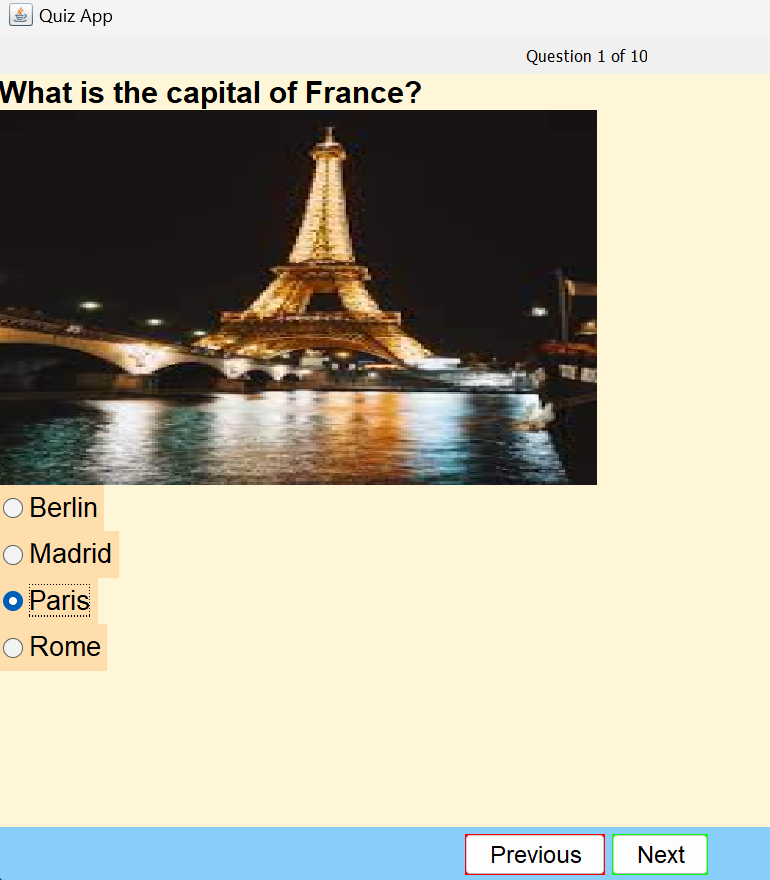 Quiz App
Question 1 of 10
What is the capital of France?
Berlin
Madrid
Paris
Rome
Previous Next